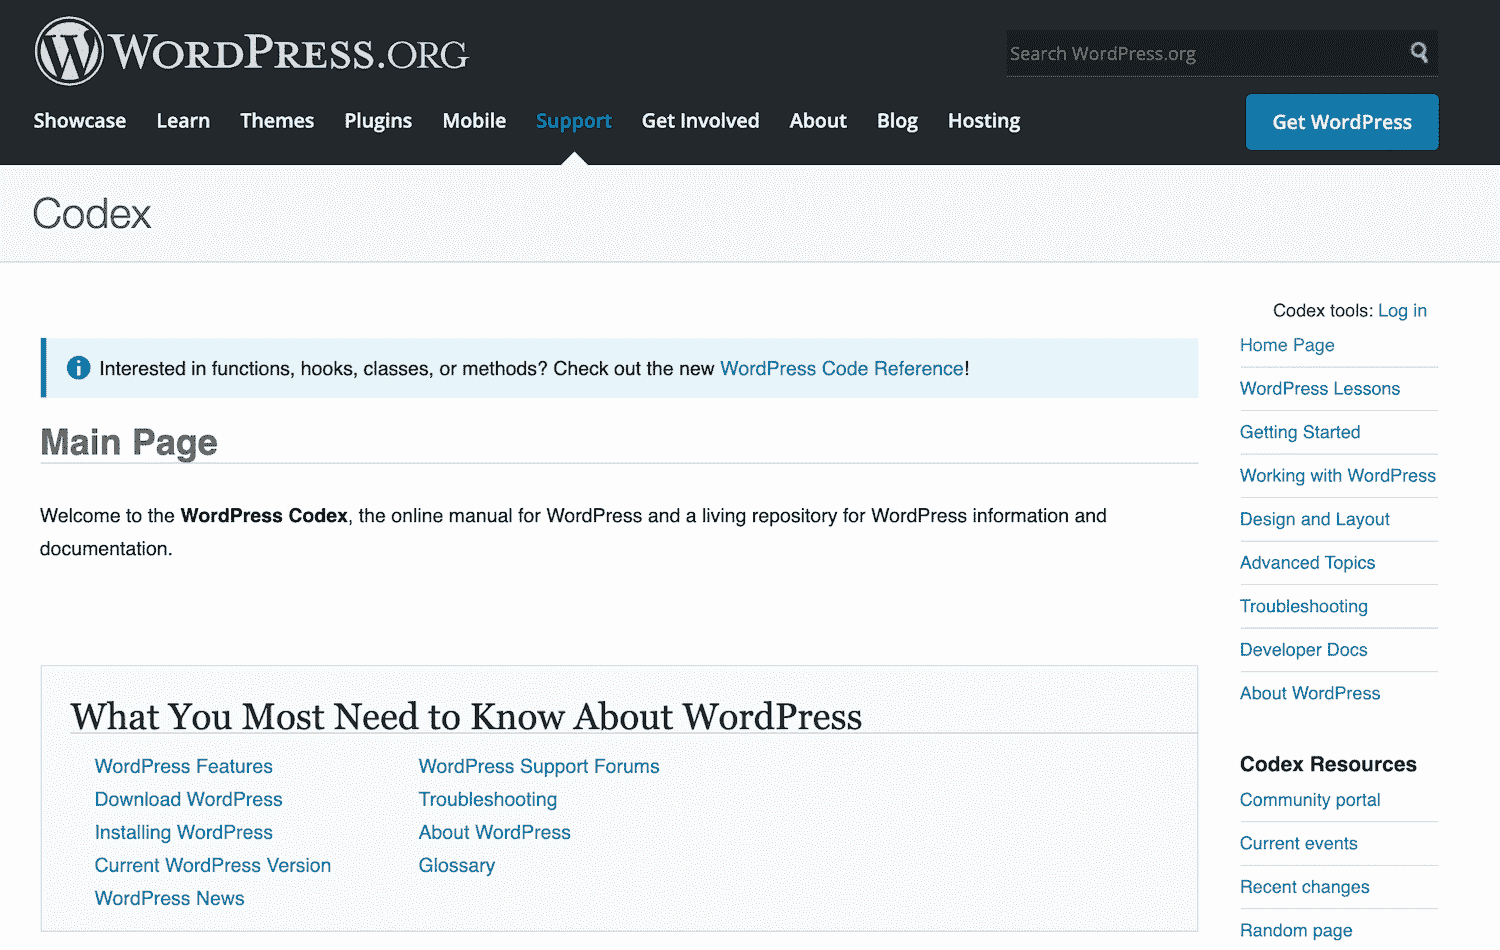 WORDPRESS.ORG
Search WordPress.org
Showcase Learn Themes Plugins Mobile Support Get Involved About Blog Hosting
Get WordPress
Codex
Codex tools: Log in
Interested in functions, hooks, classes, or methods? Check out the new WordPress Code Reference!
Main Page
Welcome to the WordPress Codex, the online manual for WordPress and a living repository for WordPress information and
documentation.
What You Most Need to Know About WordPress
WordPress Features
Download WordPress
Installing WordPress
Current WordPress Version
WordPress News
WordPress Support Forums
Troubleshooting
About WordPress
Glossary
Home Page
WordPress Lessons
Getting Started
Working with WordPress
Design and Layout
Advanced Topics
Troubleshooting
Developer Docs
About WordPress
Codex Resources
Community portal
Current events
Recent changes
Random page